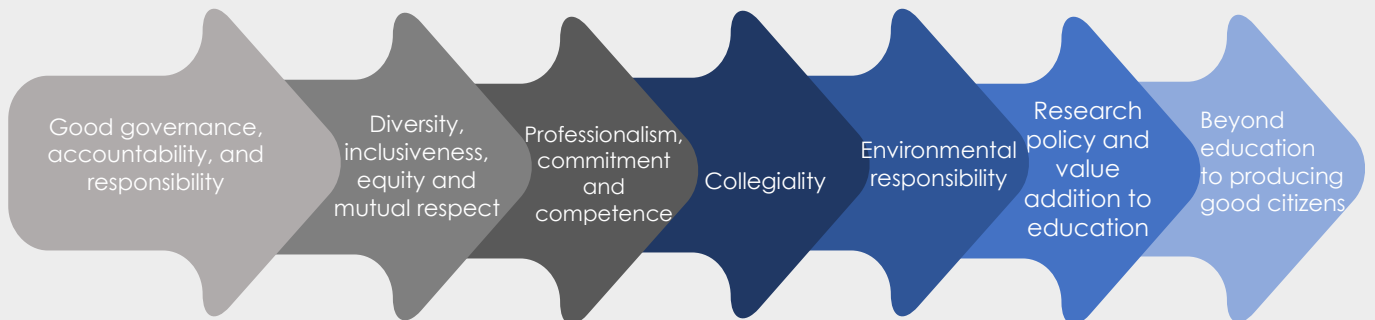 Good governance,
accountability, and
responsibility
Diversity,
inclusiveness,
equity and
mutual respect
Professionalism,
commitment
and
competence
Collegiality
Environmental
responsibility
Research
policy and
value
addition to
education
Beyond
education
to producing
good citizens